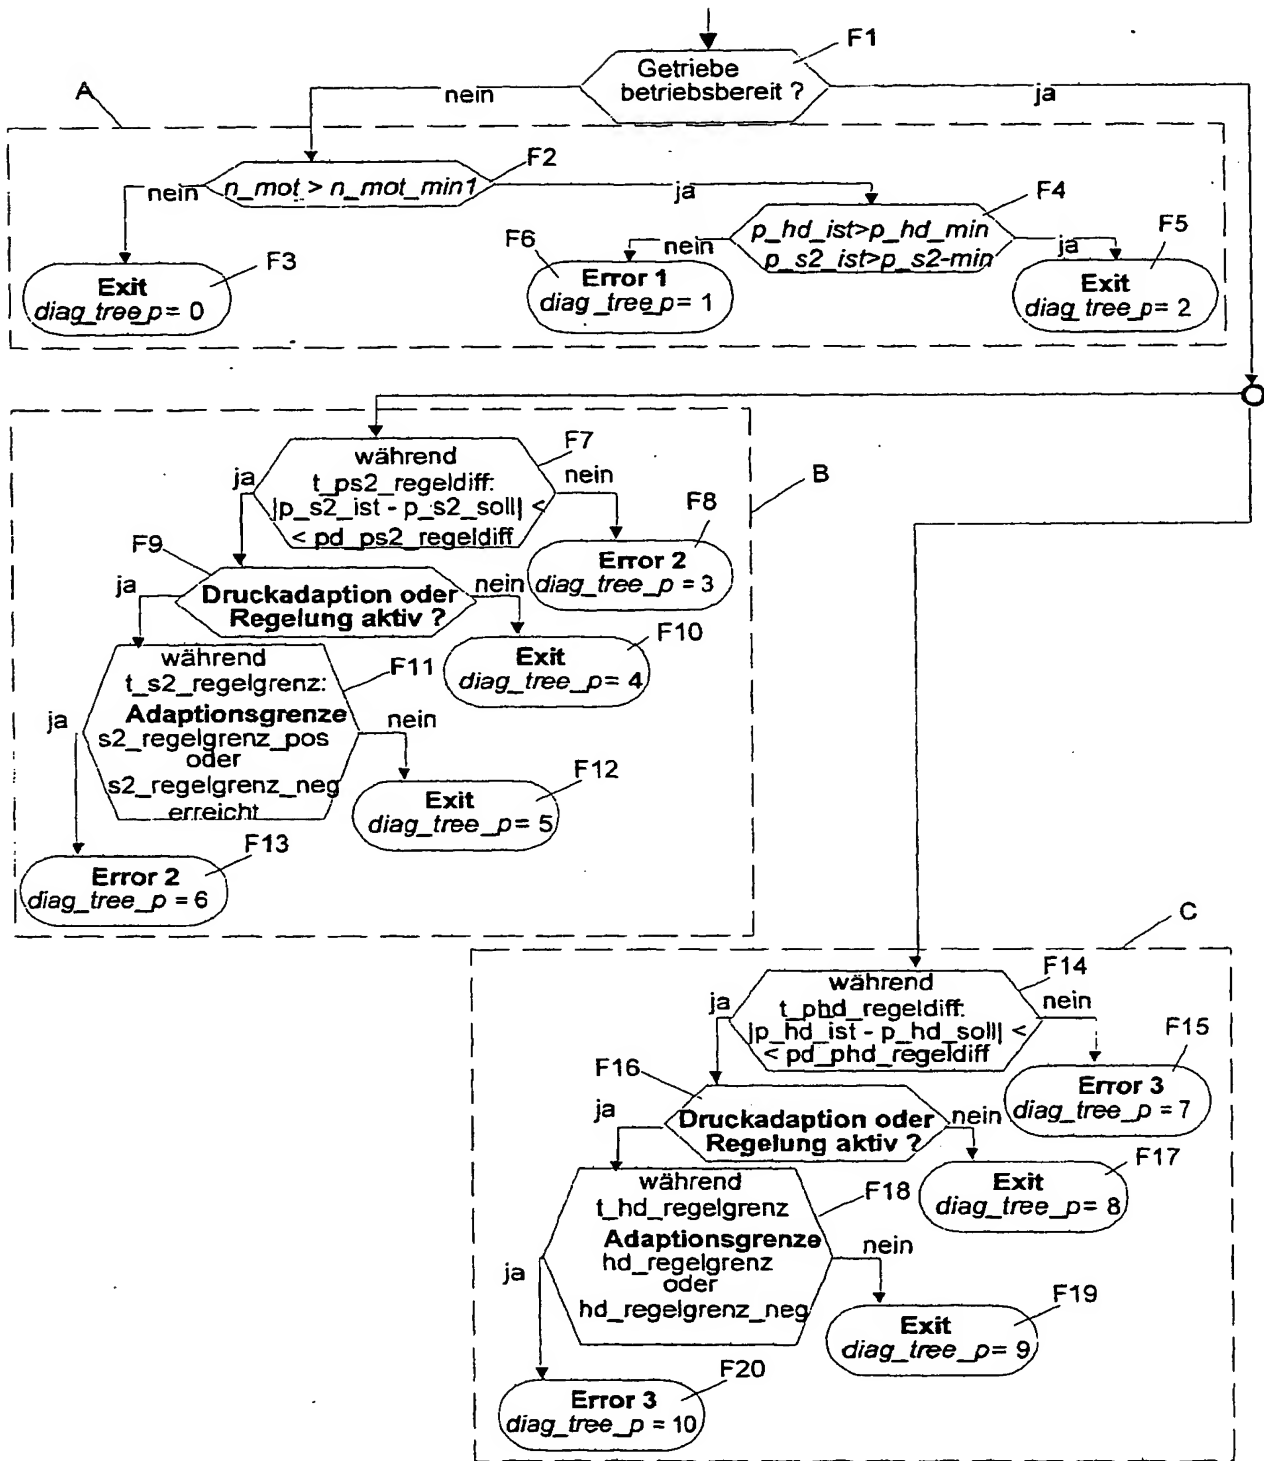 F1
Getriebe
betriebsbereit ?
nein
ja
A
F2
n_mot > n_mot_min1
nein
ja
F4
p_hd_ist>p_hd_min
p_s2_ist>p_s2-min
F3
Exit
diag_tree_p= 0
F6
nein
Error 1
diag_tree_p= 1
ja
F5
Exit
diag_tree_p= 2
B
F7
während
t_ps2_regeldiff:
|p_s2_ist - p_s2_soll| <
< pd_ps2_regeldiff
ja
nein
F8
Error 2
diag_tree_p = 3
F9
Druckadaption oder
Regelung aktiv ?
ja
nein
F10
Exit
diag_tree_p= 4
F11
während
t_s2_regelgrenz:
Adaptionsgrenze
s2_regelgrenz_pos
oder
s2_regelgrenz_neg
erreicht
ja
nein
F12
Exit
diag_tree_p= 5
F13
Error 2
diag_tree_p = 6
C
F14
während
t_phd_regeldiff:
|p_hd_ist - p_hd_soll| <
< pd_phd_regeldiff
ja
nein
F15
Error 3
diag_tree_p = 7
F16
Druckadaption oder
Regelung aktiv ?
ja
nein
F17
Exit
diag_tree_p= 8
F18
während
t_hd_regelgrenz
Adaptionsgrenze
hd_regelgrenz
oder
hd_regelgrenz_neg
ja
nein
F19
Exit
diag_tree_p= 9
F20
Error 3
diag_tree_p = 10